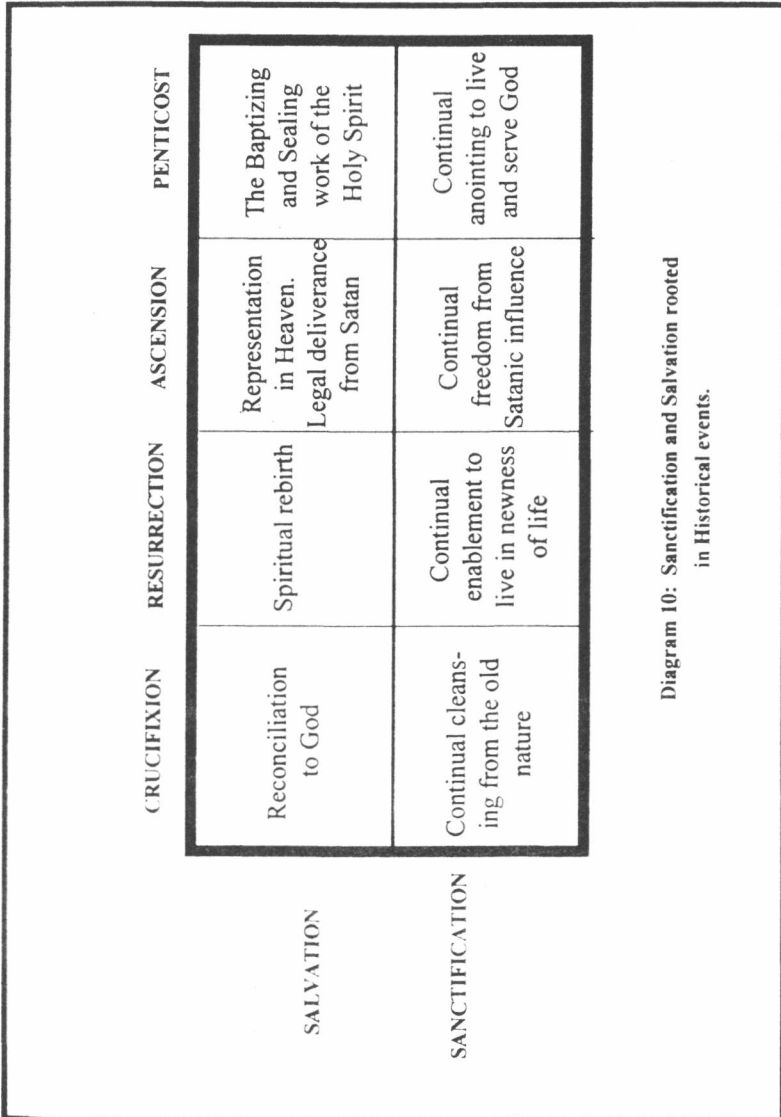 CRUCIFIXION RESURRECTION ASCENSION PENTICOST
SALVATION
Reconciliation
to God
Spiritual rebirth
Representation
in Heaven.
Legal deliverance
from Satan
The Baptizing
and Sealing
work of the
Holy Spirit
SANCTIFICATION
Continual cleans-
ing from the old
nature
Continual
enablement to
live in newness
of life
Continual
freedom from
Satanic influence
Continual
anointing to live
and serve God
Diagram 10: Sanctification and Salvation rooted
in Historical events.